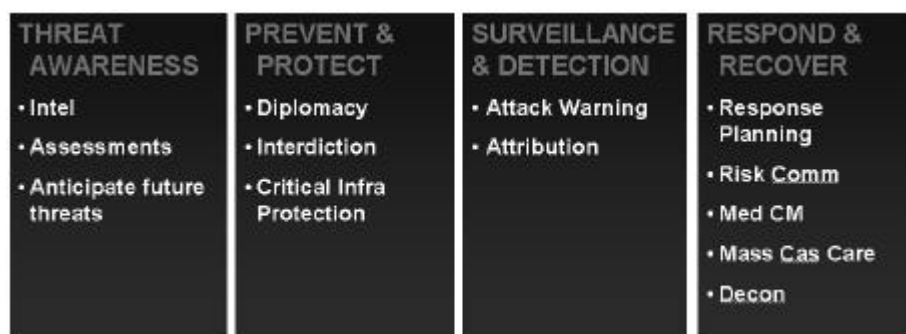 THREAT
AWARENESS
• Intel
• Assessments
• Anticipate future
threats
PREVENT &
PROTECT
• Diplomacy
• Interdiction
• Critical Infra
Protection
SURVEILLANCE
& DETECTION
• Attack Warning
• Attribution
RESPOND &
RECOVER
• Response
Planning
• Risk Comm
• Med CM
• Mass Cas Care
• Decon